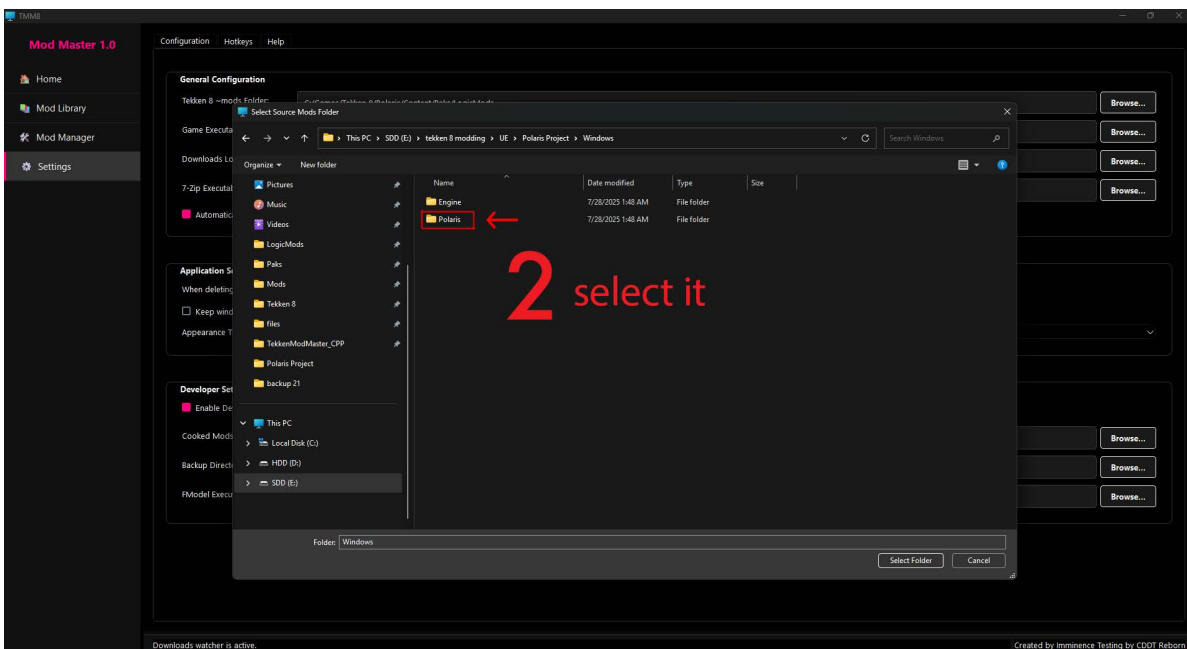 TMM8
Mod Master 1.0
Home
Mod Library
Mod Manager
Settings
Configuration Hotkeys Help
General Configuration
Tekken 8 ~mods Folder:
Browse...
Game Executa
Browse...
Downloads Lo
Browse...
7-Zip Executal
Browse...
Automatic
Application Se
When deleting
Keep wind
Appearance T
Developer Set
Enable De
Cooked Mods
Browse...
Backup Directo
Browse...
FModel Execu
Browse...
Select Source Mods Folder
This PC > SDD (E:) > tekken 8 modding > UE > Polaris Project > Windows
Search Windows
Organize New folder
Pictures
Music
Videos
LogicMods
Paks
Mods
Tekken 8
files
TekkenModMaster_CPP
Polaris Project
backup 21
This PC
Local Disk (C:)
HDD (D:)
SDD (E:)
Name Date modified Type Size
Engine 7/28/2025 1:48 AM File folder
Polaris 7/28/2025 1:48 AM File folder
2 select it
Folder: Windows
Select Folder Cancel
Downloads watcher is active.
Created by Imminence Testing by CDDT Reborn